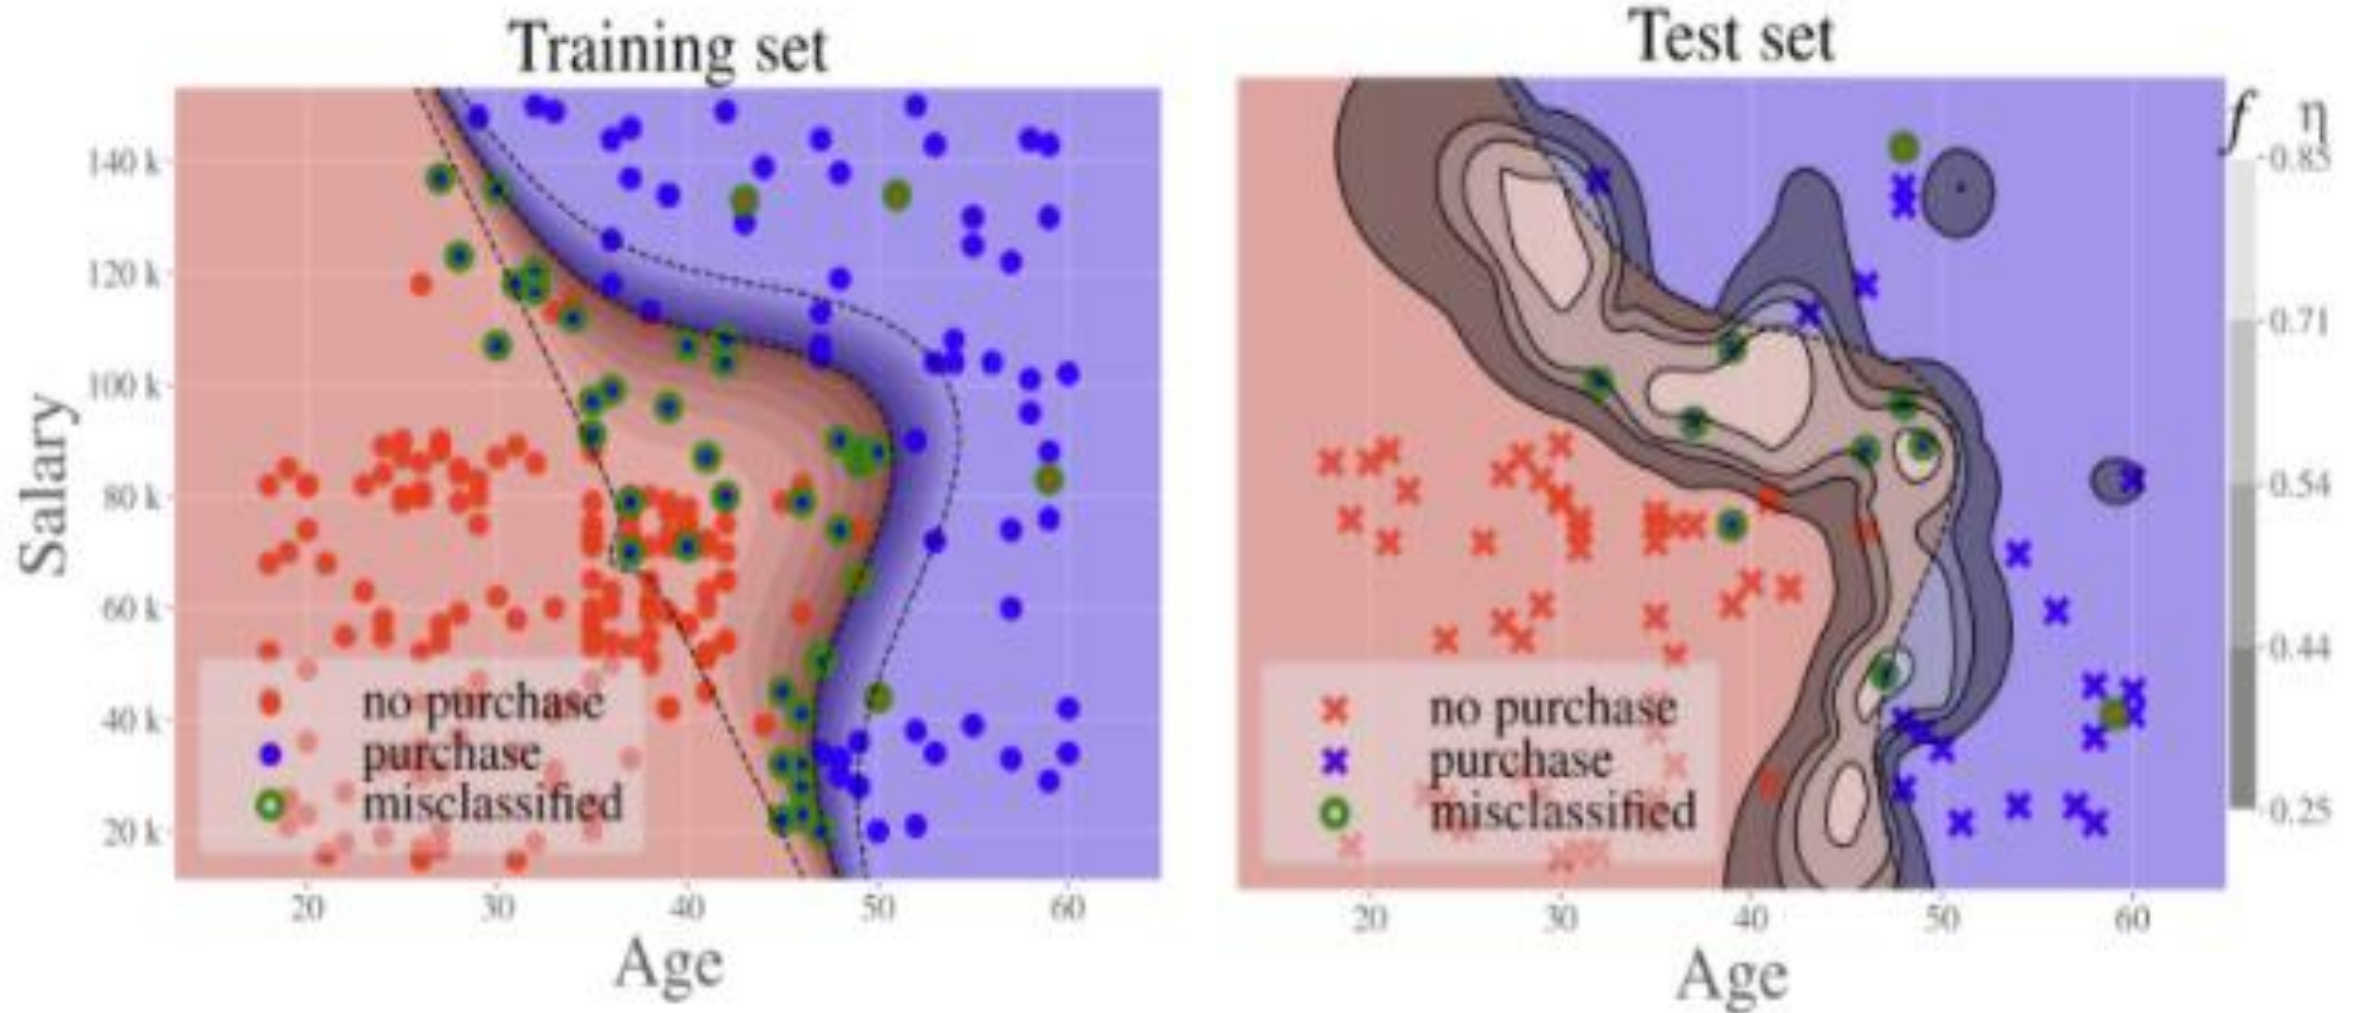 Training set
Test set
f η
140 k
120 k
100 k
80 k
60 k
40 k
20 k
Salary
no purchase
purchase
misclassified
20 30 40 50 60
Age
no purchase
purchase
misclassified
20 30 40 50 60
Age
0.85
0.71
0.54
0.44
0.25